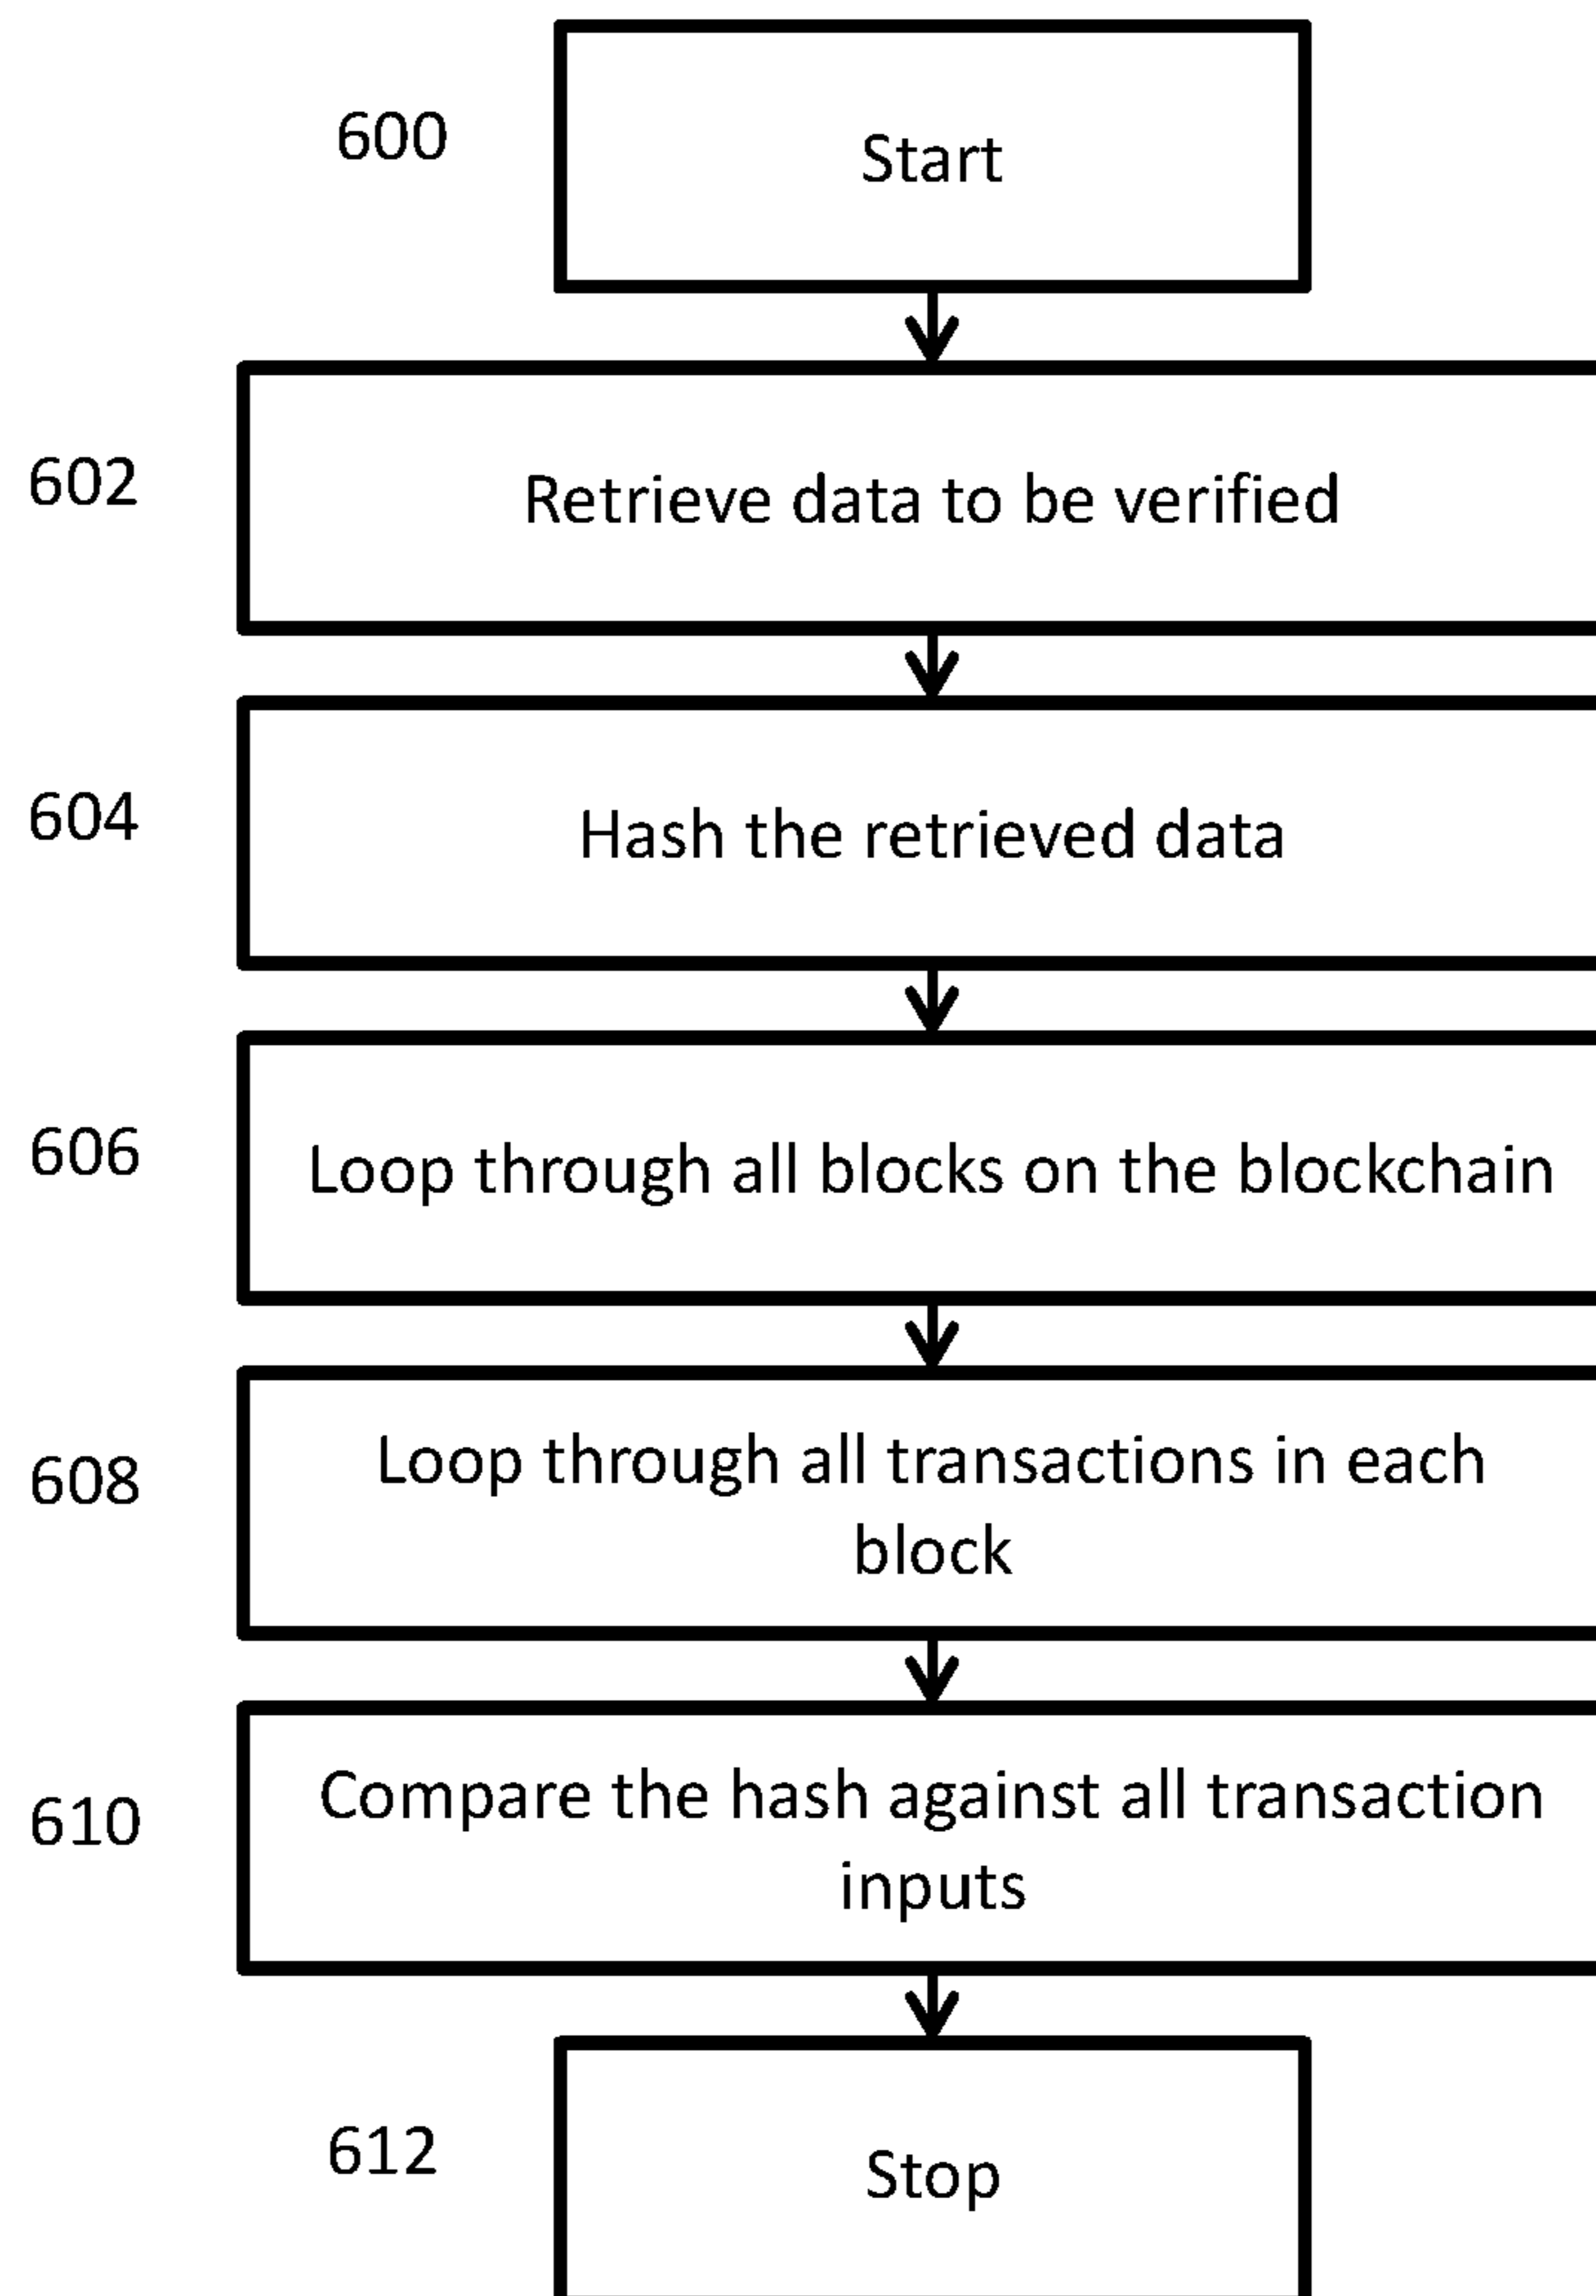 600
Start
602
Retrieve data to be verified
604
Hash the retrieved data
606
Loop through all blocks on the blockchain
608
Loop through all transactions in each
block
610
Compare the hash against all transaction
inputs
612
Stop